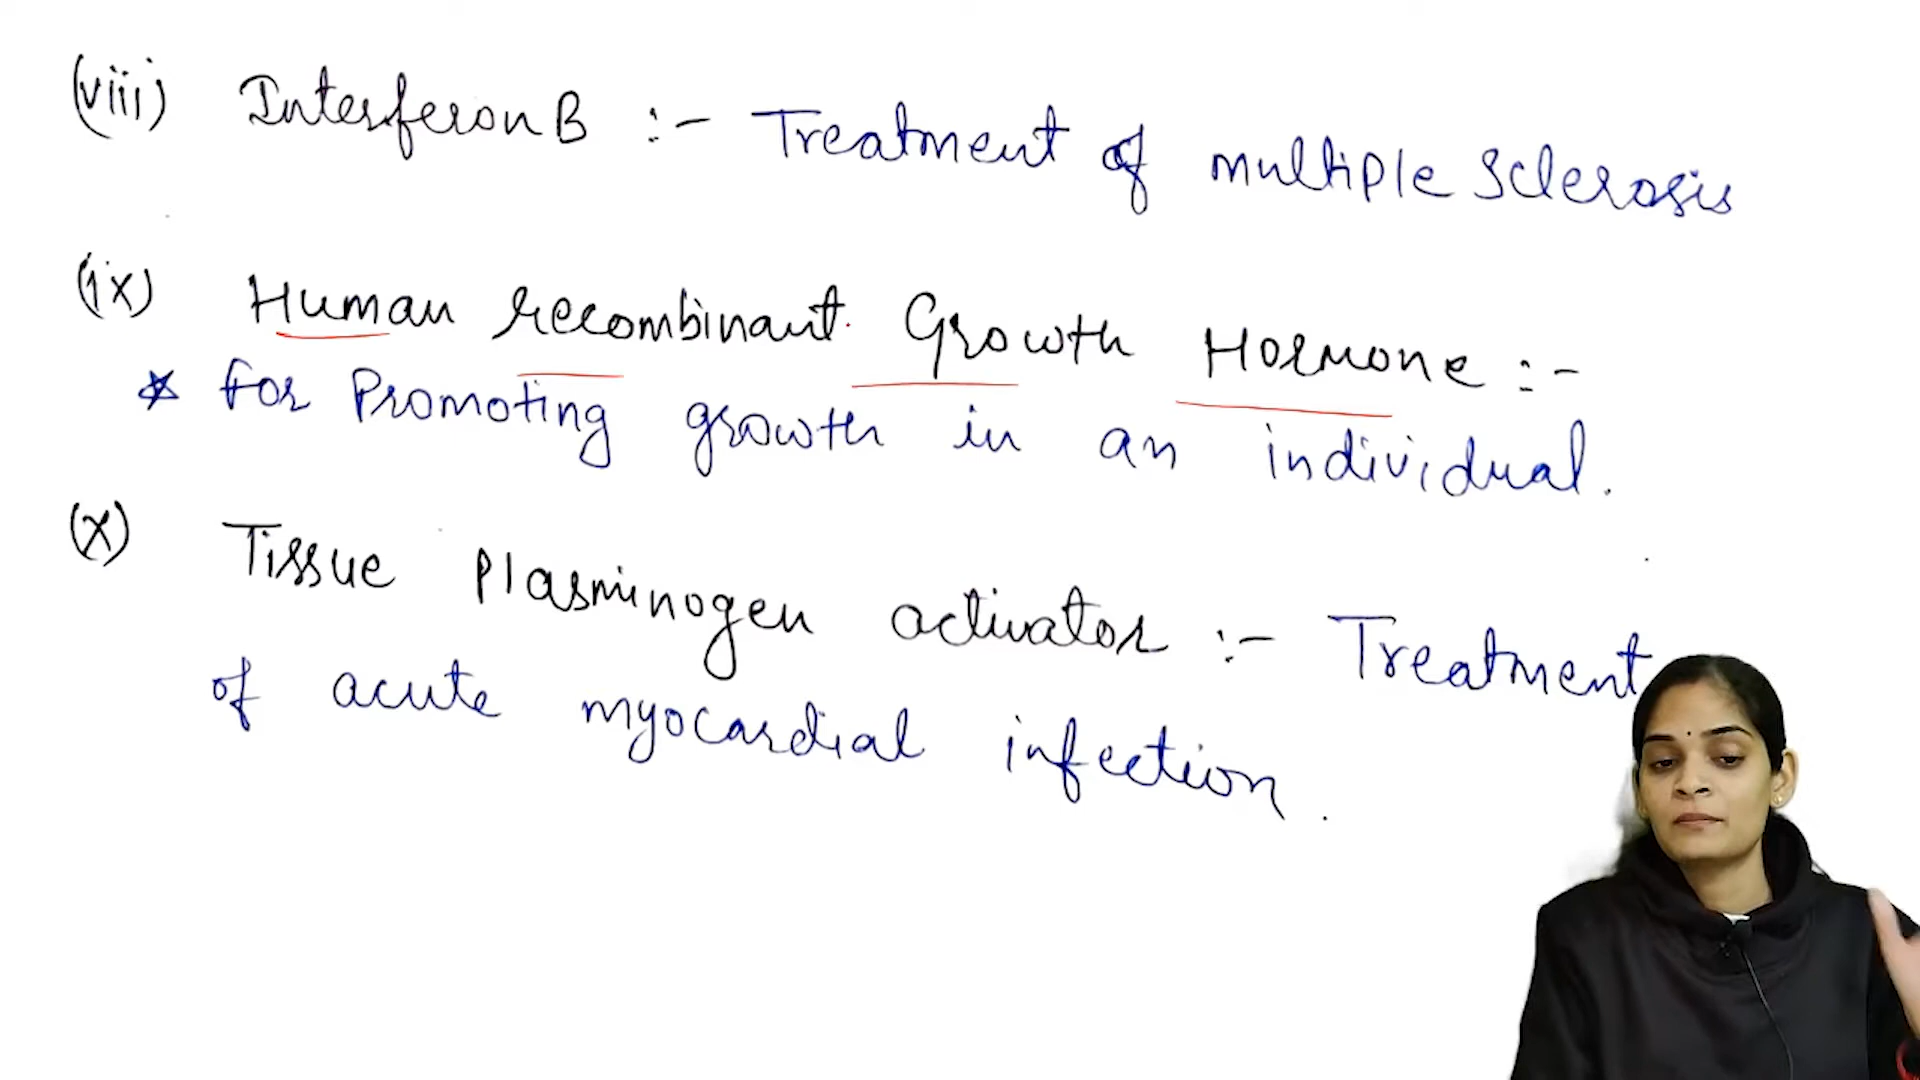 (viii) Interferon B :- Treatment of multiple Sclerosis
(ix) Human recombinant Growth Hormone :-
* For Promoting growth in an individual.
(x) Tissue Plasminogen activator :- Treatment
of acute myocardial infection.